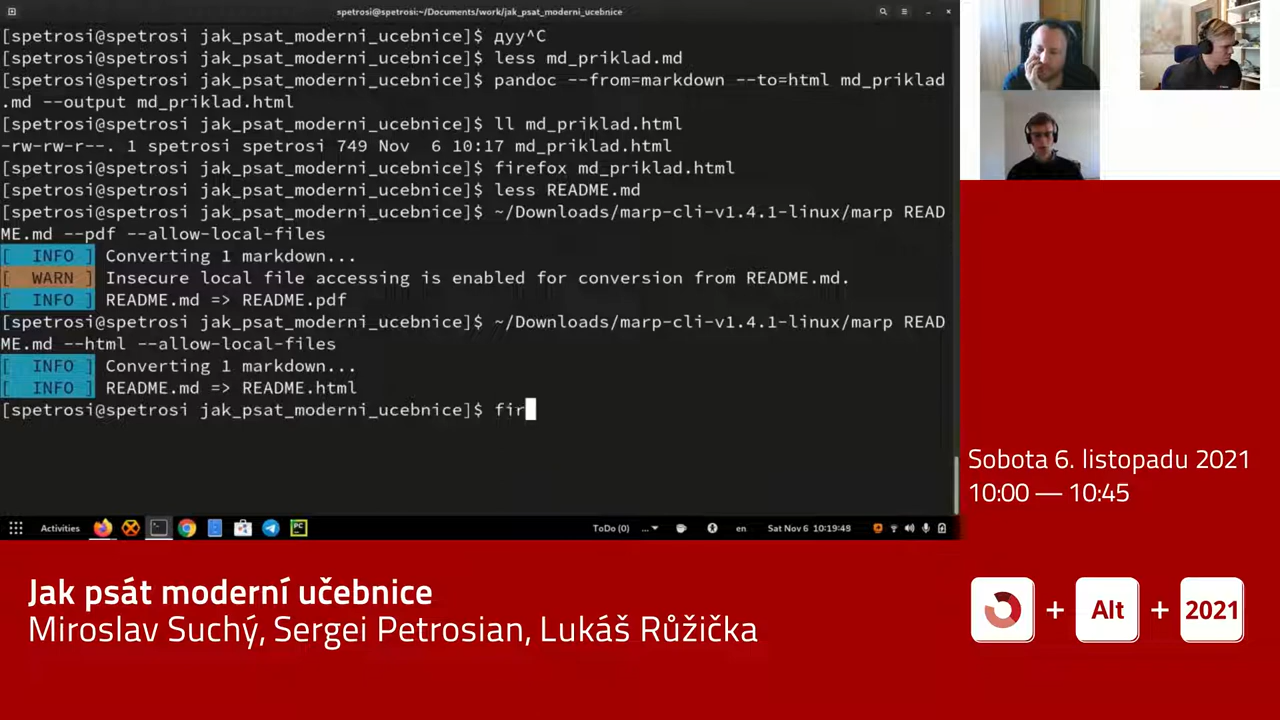 spetrosi@spetrosi:~/Documents/work/jak_psat_moderni_ucebnice
[spetrosi@spetrosi jak_psat_moderni_ucebnice]$ дуу^C
[spetrosi@spetrosi jak_psat_moderni_ucebnice]$ less md_priklad.md
[spetrosi@spetrosi jak_psat_moderni_ucebnice]$ pandoc --from=markdown --to=html md_priklad
.md --output md_priklad.html
[spetrosi@spetrosi jak_psat_moderni_ucebnice]$ ll md_priklad.html
-rw-rw-r--. 1 spetrosi spetrosi 749 Nov  6 10:17 md_priklad.html
[spetrosi@spetrosi jak_psat_moderni_ucebnice]$ firefox md_priklad.html
[spetrosi@spetrosi jak_psat_moderni_ucebnice]$ less README.md
[spetrosi@spetrosi jak_psat_moderni_ucebnice]$ ~/Downloads/marp-cli-v1.4.1-linux/marp READ
ME.md --pdf --allow-local-files
[  INFO ] Converting 1 markdown...
[  WARN ] Insecure local file accessing is enabled for conversion from README.md.
[  INFO ] README.md => README.pdf
[spetrosi@spetrosi jak_psat_moderni_ucebnice]$ ~/Downloads/marp-cli-v1.4.1-linux/marp READ
ME.md --html --allow-local-files
[  INFO ] Converting 1 markdown...
[  INFO ] README.md => README.html
[spetrosi@spetrosi jak_psat_moderni_ucebnice]$ fir
Activities
PC
ToDo (0)
...
en
Sat Nov 6 10:19:49
Sobota 6. listopadu 2021
10:00 — 10:45
Jak psát moderní učebnice
Miroslav Suchý, Sergei Petrosian, Lukáš Růžička
+ Alt + 2021